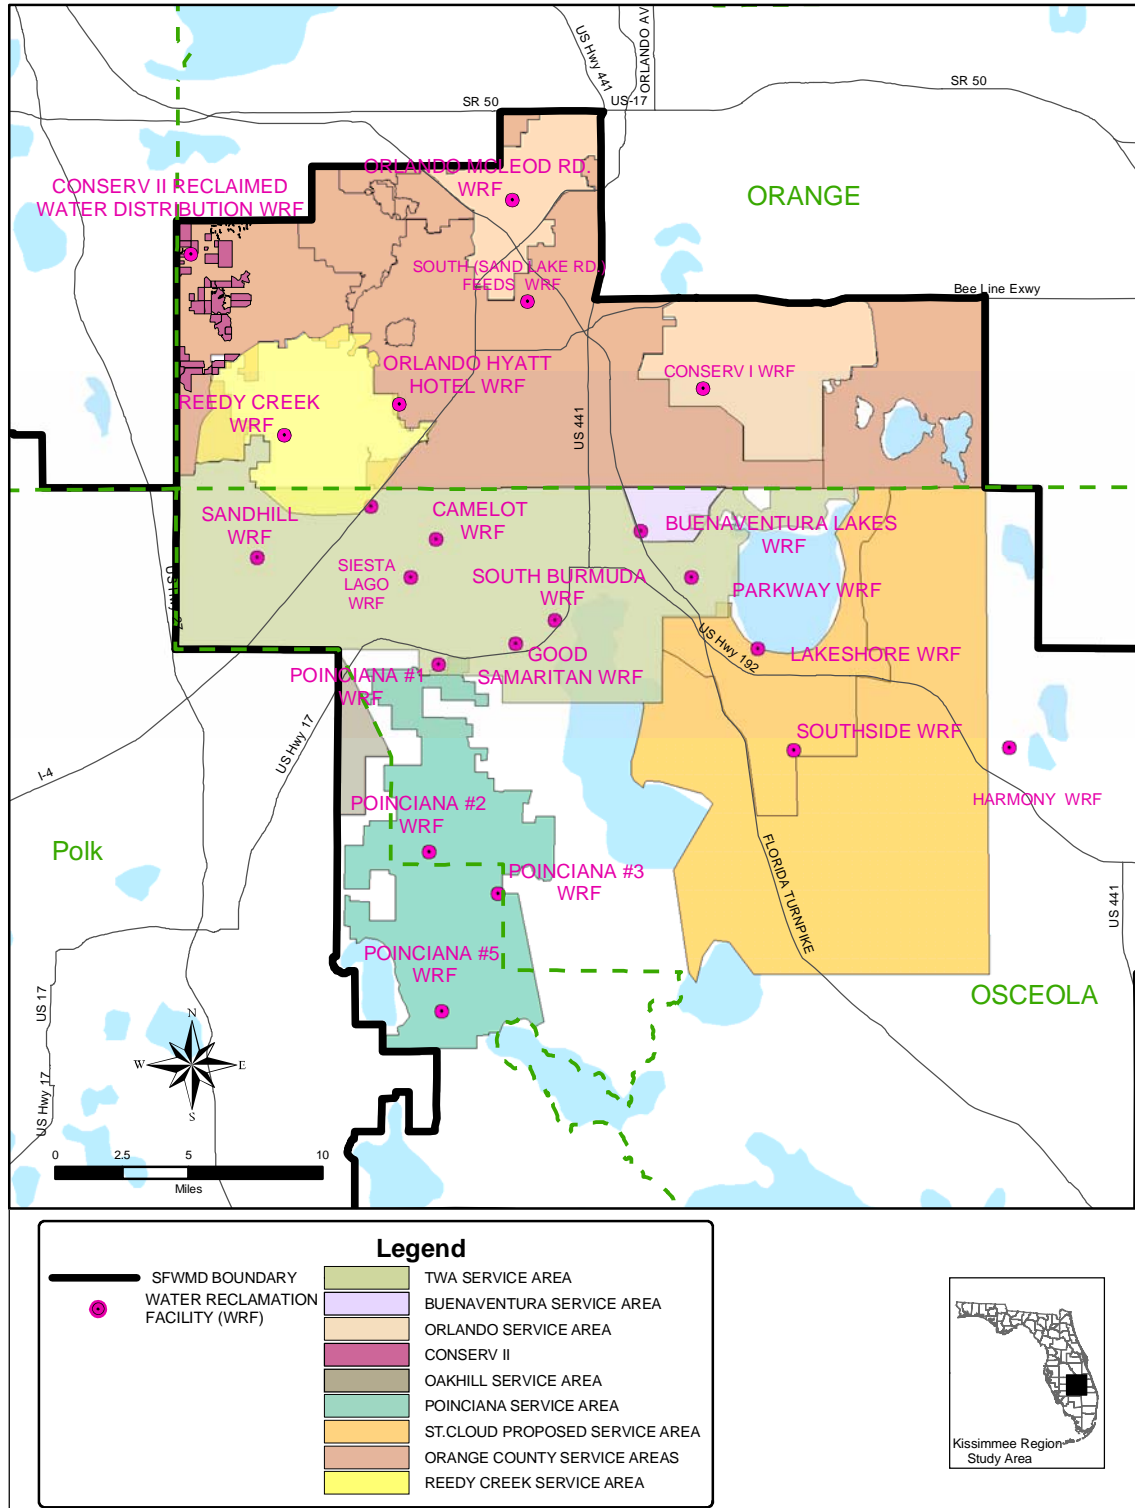 US Hwy 441
ORLANDO AV
SR 50
US-17
SR 50
ORLANDO MCLEOD RD.
WRF
CONSERV II RECLAIMED
WATER DISTRIBUTION WRF
ORANGE
SOUTH (SAND LAKE RD.)
FEEDS WRF
Bee Line Exwy
ORLANDO HYATT
HOTEL WRF
CONSERV I WRF
REEDY CREEK
WRF
US 441
SANDHILL
WRF
CAMELOT
WRF
BUENAVENTURA LAKES
WRF
SIESTA
LAGO
WRF
SOUTH BURMUDA
WRF
PARKWAY WRF
US Hwy 192
GOOD
SAMARITAN WRF
LAKESHORE WRF
POINCIANA #1
WRF
US Hwy 17
SOUTHSIDE WRF
I-4
HARMONY WRF
POINCIANA #2
WRF
Polk
FLORIDA TURNPIKE
POINCIANA #3
WRF
US 441
POINCIANA #5
WRF
OSCEOLA
US 17
N
W
E
S
US Hwy 17
0 2.5 5 10
Miles
Legend
SFWMD BOUNDARY
WATER RECLAMATION
FACILITY (WRF)
TWA SERVICE AREA
BUENAVENTURA SERVICE AREA
ORLANDO SERVICE AREA
CONSERV II
OAKHILL SERVICE AREA
POINCIANA SERVICE AREA
ST.CLOUD PROPOSED SERVICE AREA
ORANGE COUNTY SERVICE AREAS
REEDY CREEK SERVICE AREA
Kissimmee Region
Study Area